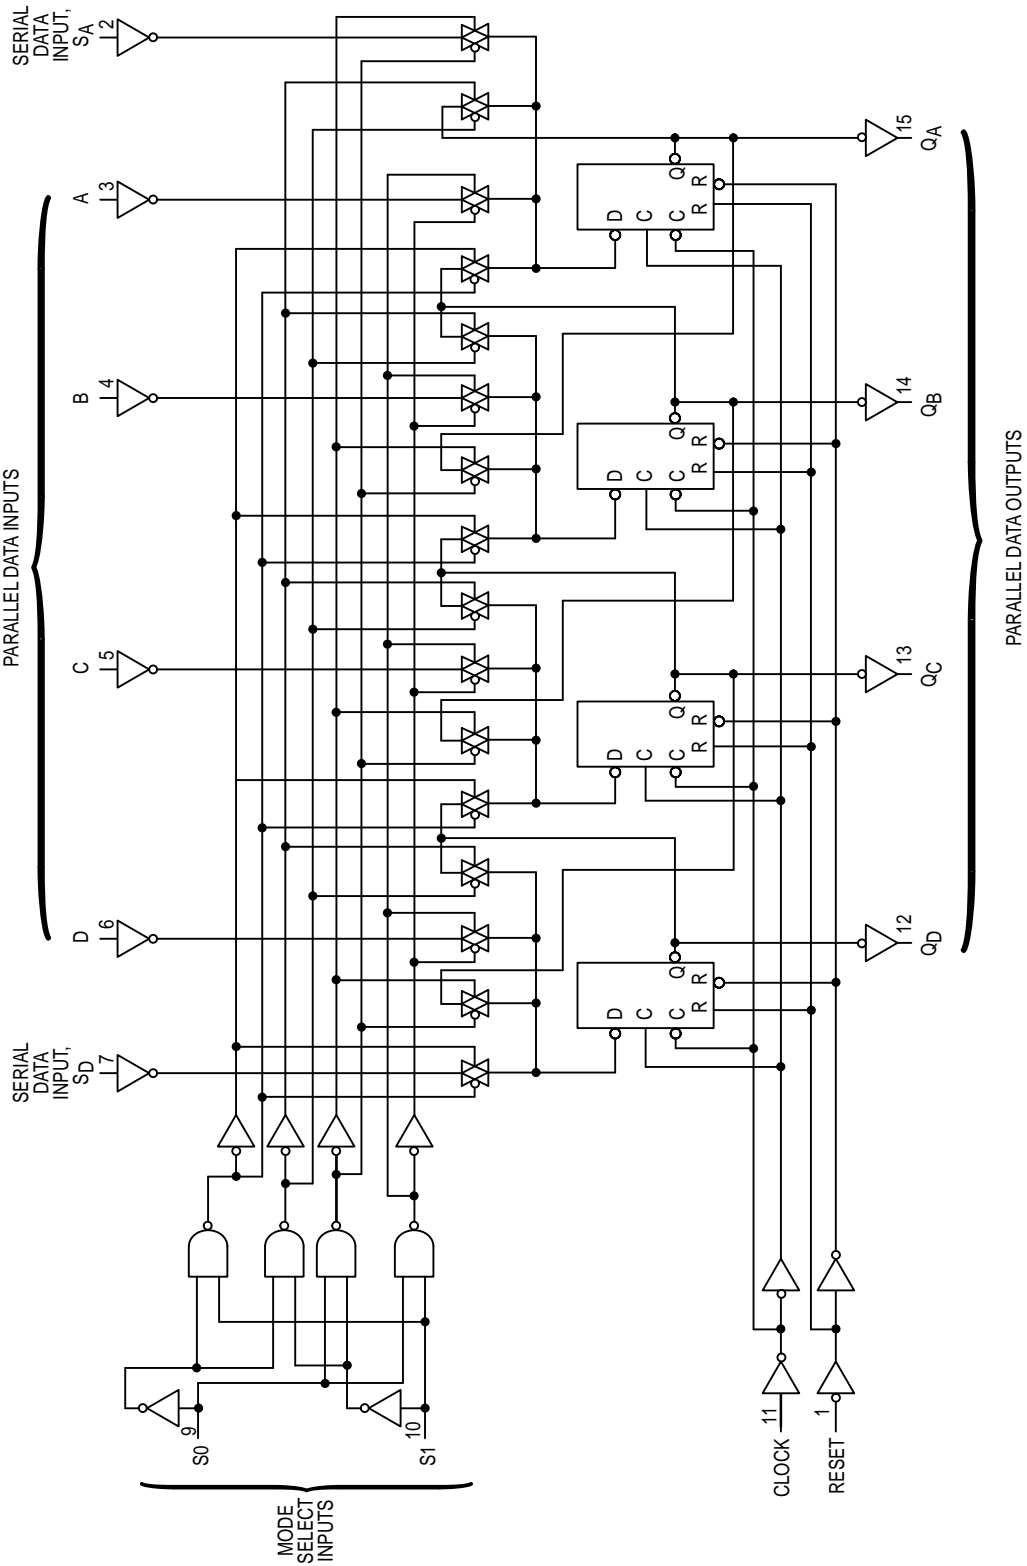 SERIAL
DATA
INPUT,
SA
2
PARALLEL DATA INPUTS
A
3
B
4
C
5
D
6
SERIAL
DATA
INPUT,
SD
7
D
C
C
Q
R
R
15
QA
D
C
C
Q
R
R
14
QB
D
C
C
Q
R
R
13
QC
D
C
C
Q
R
R
12
QD
PARALLEL DATA OUTPUTS
MODE
SELECT
INPUTS
9
S0
10
S1
CLOCK
11
RESET
1